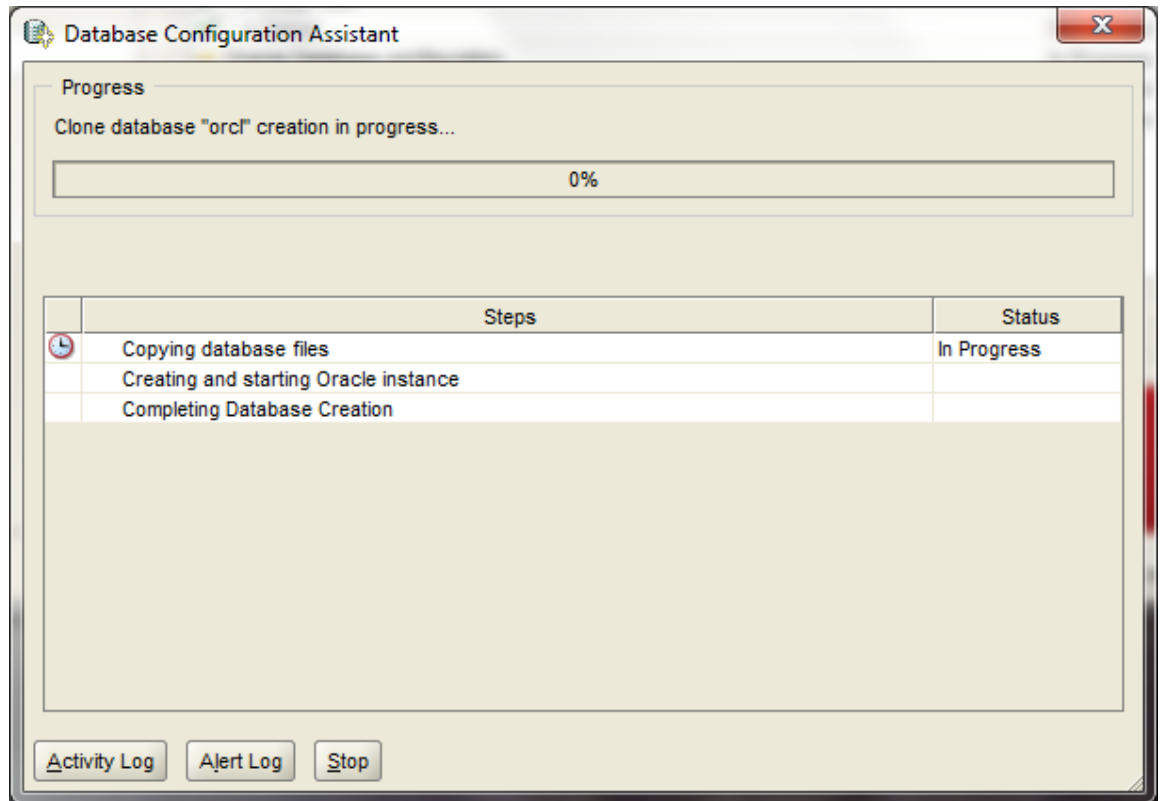 Database Configuration Assistant
Progress
Clone database "orcl" creation in progress...
0%
Steps Status
Copying database files In Progress
Creating and starting Oracle instance
Completing Database Creation
Activity Log Alert Log Stop